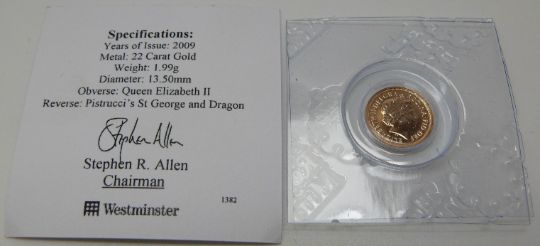 Specifications:
Years of Issue: 2009
Metal: 22 Carat Gold
Weight: 1.99g
Diameter: 13.50mm
Obverse: Queen Elizabeth II
Reverse: Pistrucci's St George and Dragon
Stephen Allen
Stephen R. Allen
Chairman
Westminster
1382